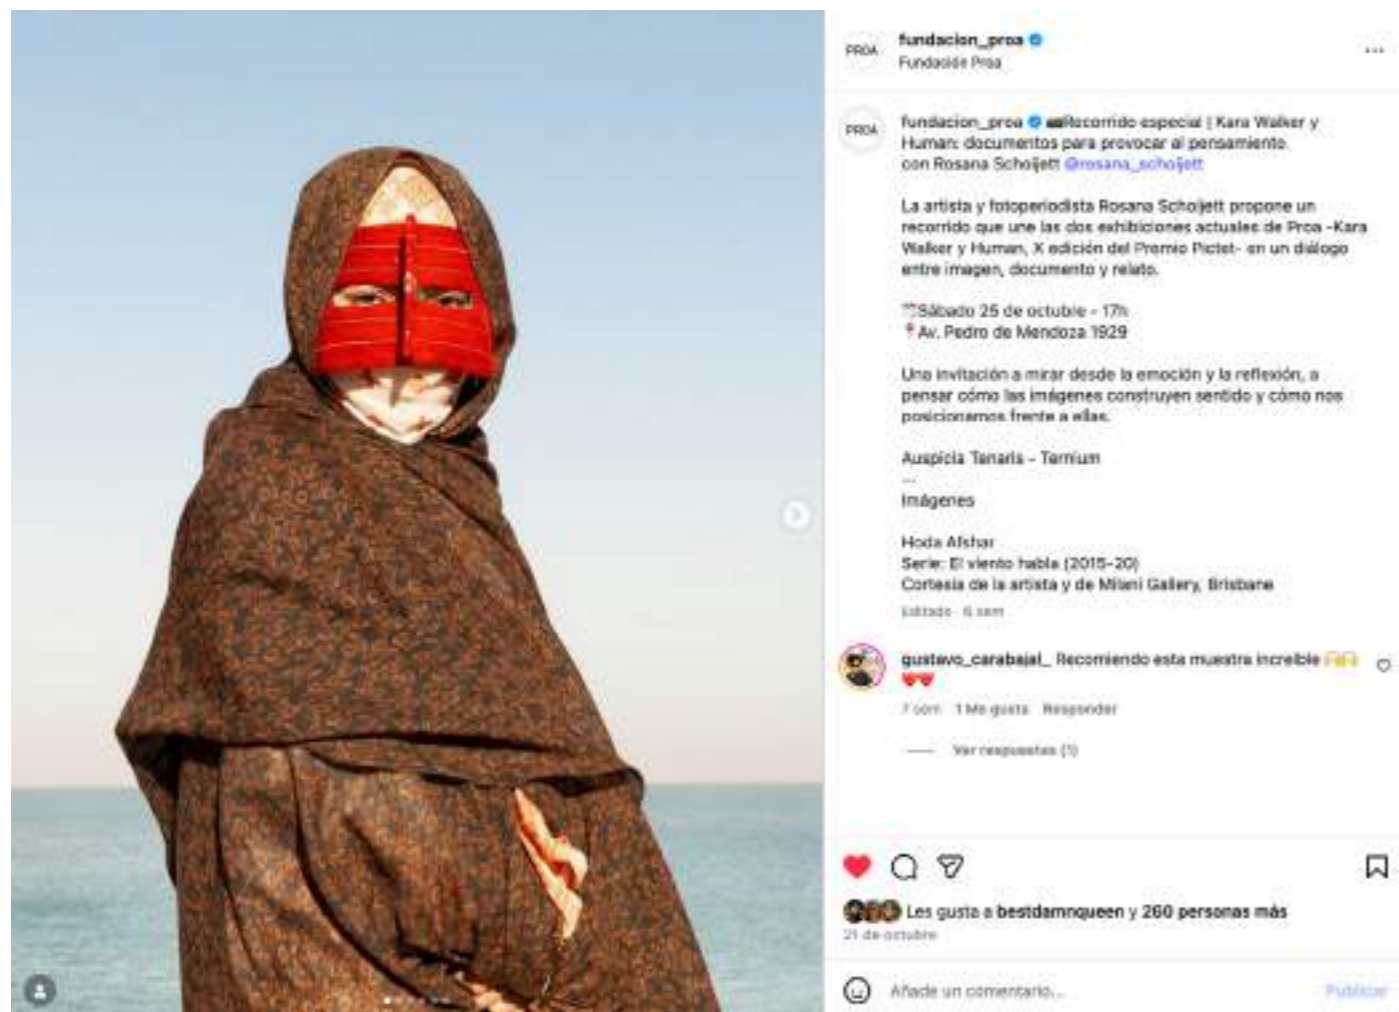 PROA
fundacion_proa
Fundación Proa
PROA
fundacion_proa Recorrido especial | Kara Walker y
Human: documentos para provocar al pensamiento.
con Rosana Schoijett @rosana_schoijett
La artista y fotoperiodista Rosana Schoijett propone un
recorrido que une las dos exhibiciones actuales de Proa -Kara
Walker y Human, X edición del Premio Pictet- en un diálogo
entre imagen, documento y relato.
Sábado 25 de octubre - 17h
Av. Pedro de Mendoza 1929
Una invitación a mirar desde la emoción y la reflexión, a
pensar cómo las imágenes construyen sentido y cómo nos
posicionamos frente a ellas.
Auspicia Tenaris - Ternium
...
Imágenes
Hoda Afshar
Serie: El viento habla (2015-20)
Cortesía de la artista y de Milani Gallery, Brisbane
Editado · 6 sem
gustavo_carabajal_ Recomiendo esta muestra increíble
7 sem 1 Me gusta Responder
Ver respuestas (1)
Les gusta a bestdamnqueen y 260 personas más
21 de octubre
Añade un comentario...
Publicar